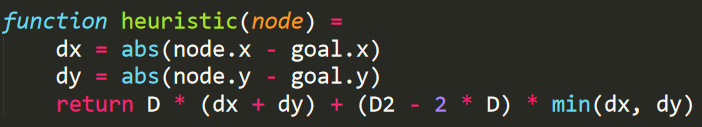 function heuristic(node) =
    dx = abs(node.x - goal.x)
    dy = abs(node.y - goal.y)
    return D * (dx + dy) + (D2 - 2 * D) * min(dx, dy)